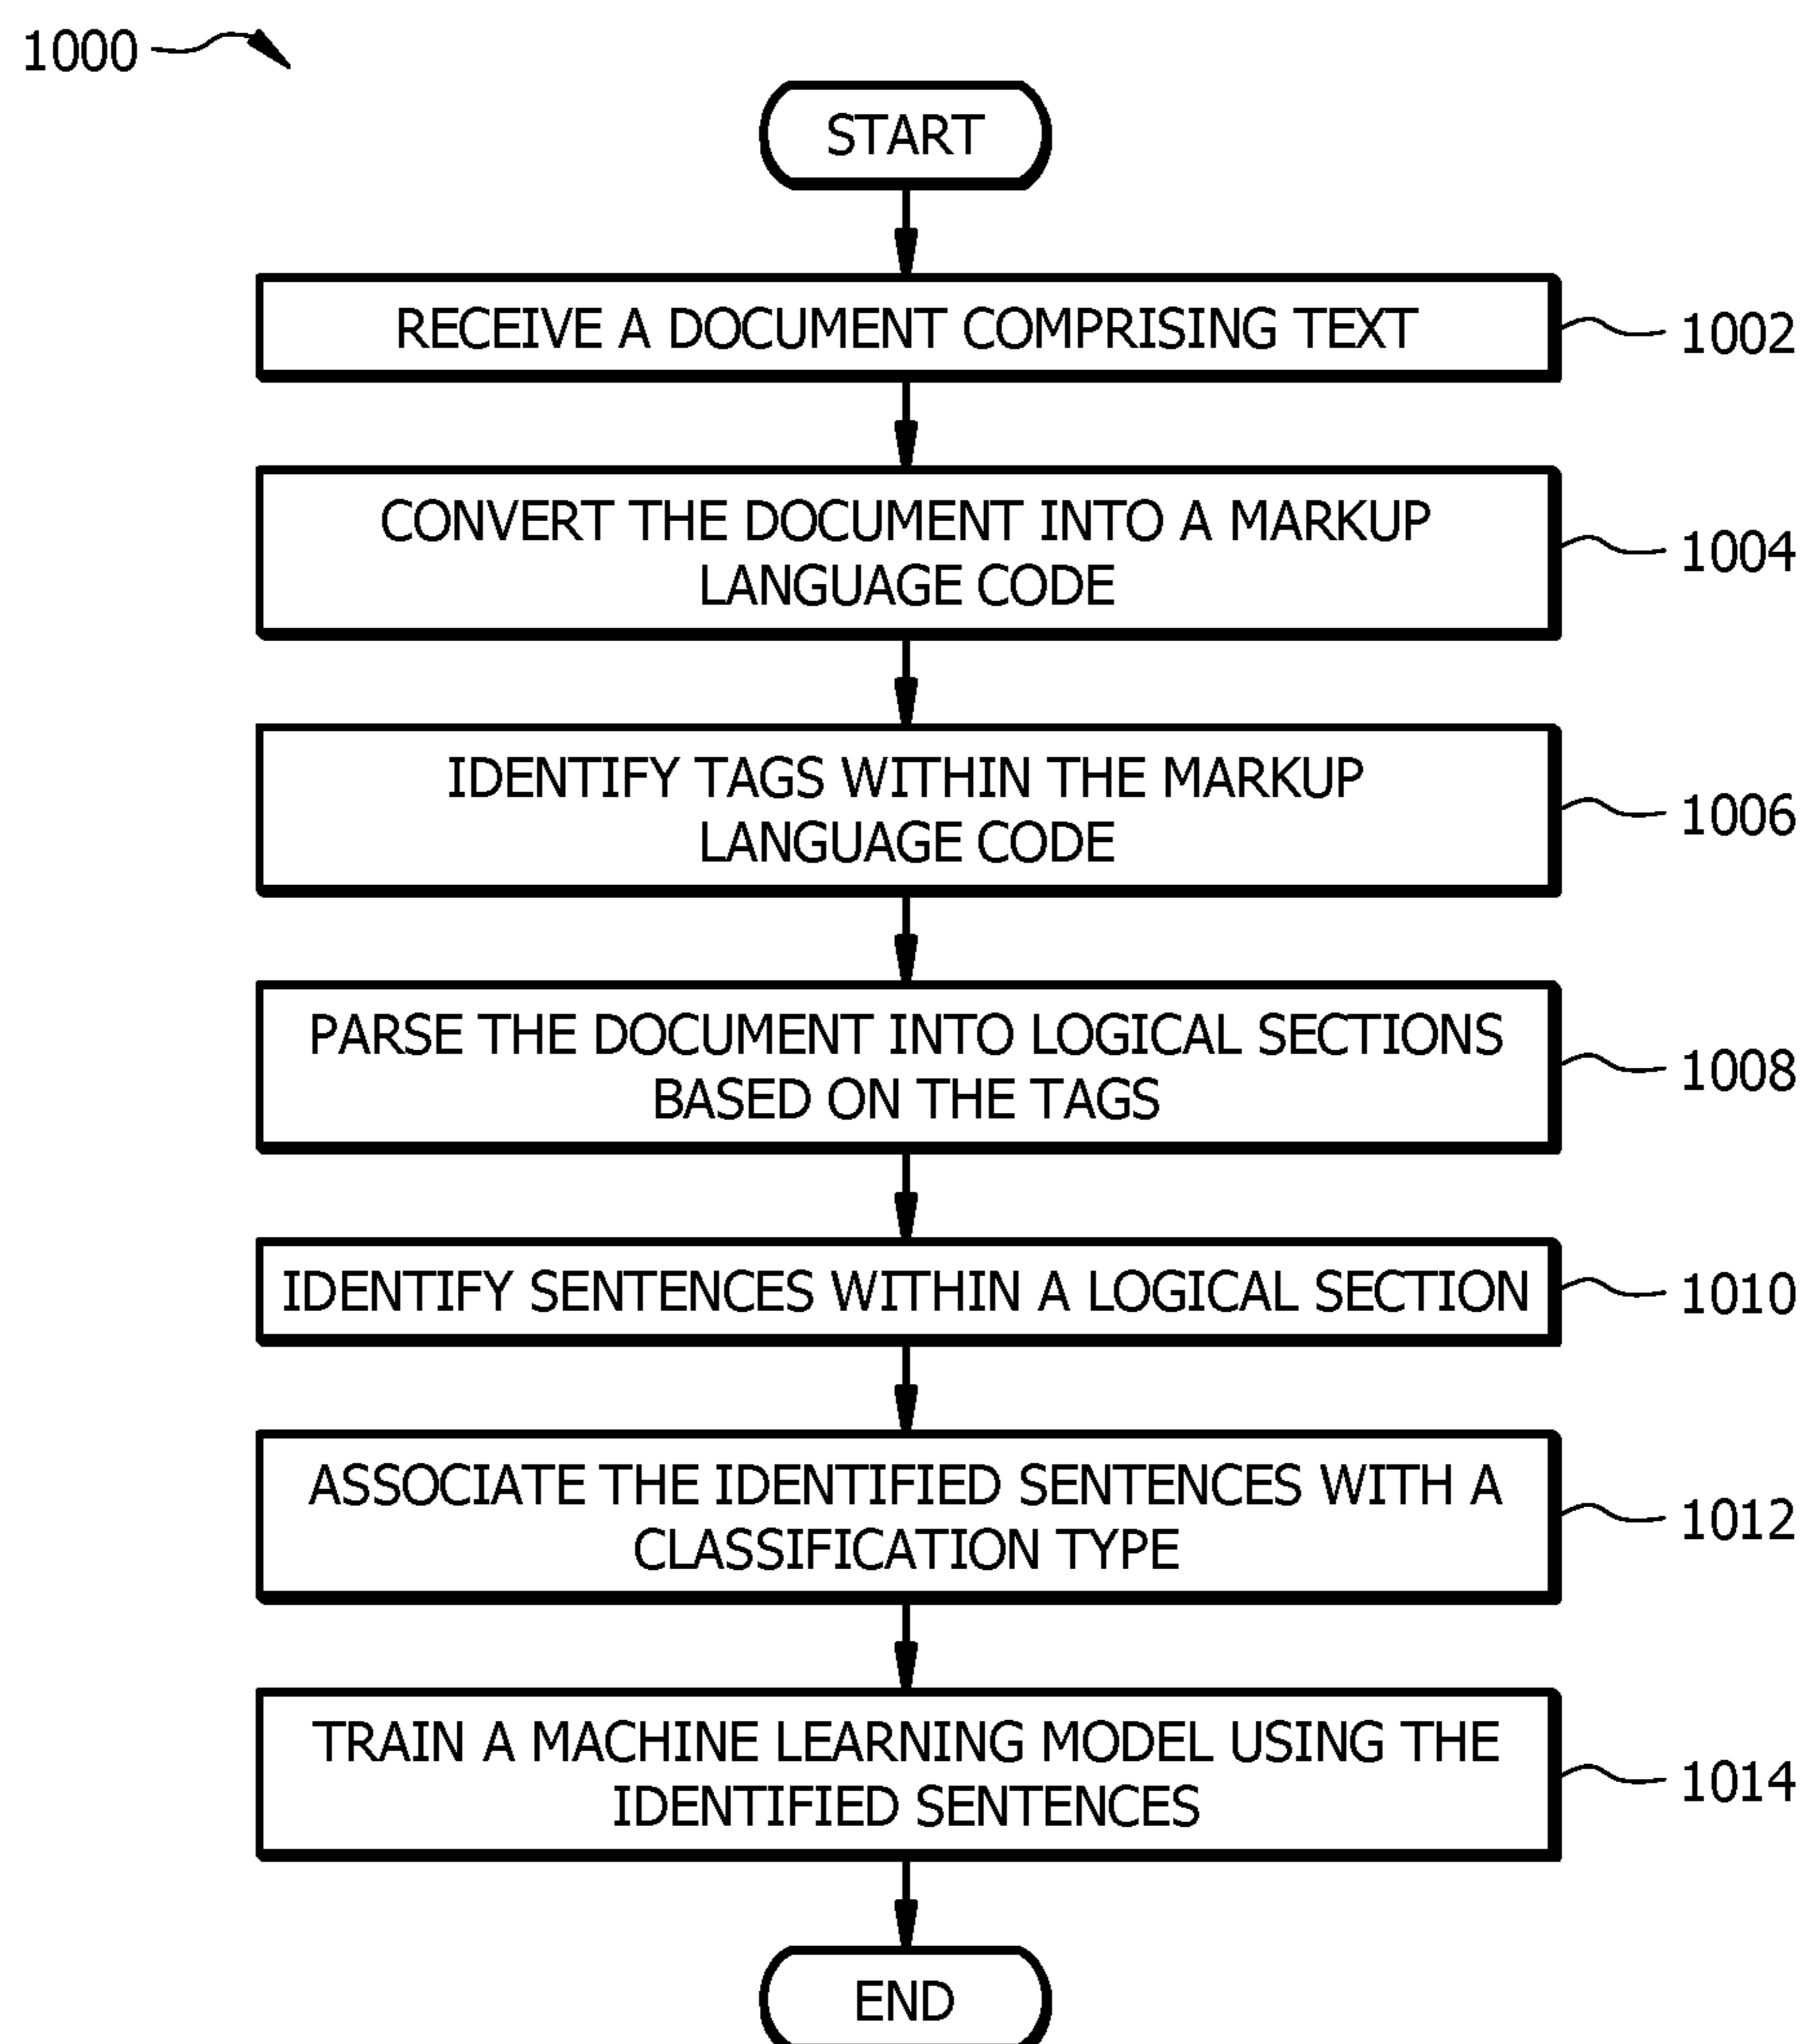 1000
START
RECEIVE A DOCUMENT COMPRISING TEXT
1002
CONVERT THE DOCUMENT INTO A MARKUP
LANGUAGE CODE
1004
IDENTIFY TAGS WITHIN THE MARKUP
LANGUAGE CODE
1006
PARSE THE DOCUMENT INTO LOGICAL SECTIONS
BASED ON THE TAGS
1008
IDENTIFY SENTENCES WITHIN A LOGICAL SECTION
1010
ASSOCIATE THE IDENTIFIED SENTENCES WITH A
CLASSIFICATION TYPE
1012
TRAIN A MACHINE LEARNING MODEL USING THE
IDENTIFIED SENTENCES
1014
END